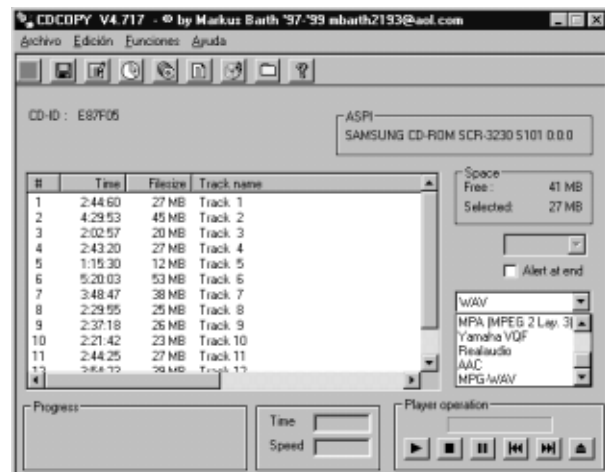 CDCOPY V4.717 - © by Markus Barth '97-'99 mbarth2193@aol.com
Archivo Edición Funciones Ayuda
CD-ID : E87F05
ASPI
SAMSUNG CD-ROM SCR-3230 S101 0:0:0
Space
Free : 41 MB
Selected: 27 MB
# Time Filesize Track name
1 2:44:60 27 MB Track 1
2 4:29:53 45 MB Track 2
3 2:02:57 20 MB Track 3
4 2:43:20 27 MB Track 4
5 1:15:30 12 MB Track 5
6 5:20:03 53 MB Track 6
7 3:48:47 38 MB Track 7
8 2:29:55 25 MB Track 8
9 2:37:18 26 MB Track 9
10 2:21:42 23 MB Track 10
11 2:44:25 27 MB Track 11
Alert at end
WAV
MPA (MPEG 2 Lay. 3)
Yamaha VQF
Realaudio
AAC
MPG-WAV
Progress
Time
Speed
Player operation